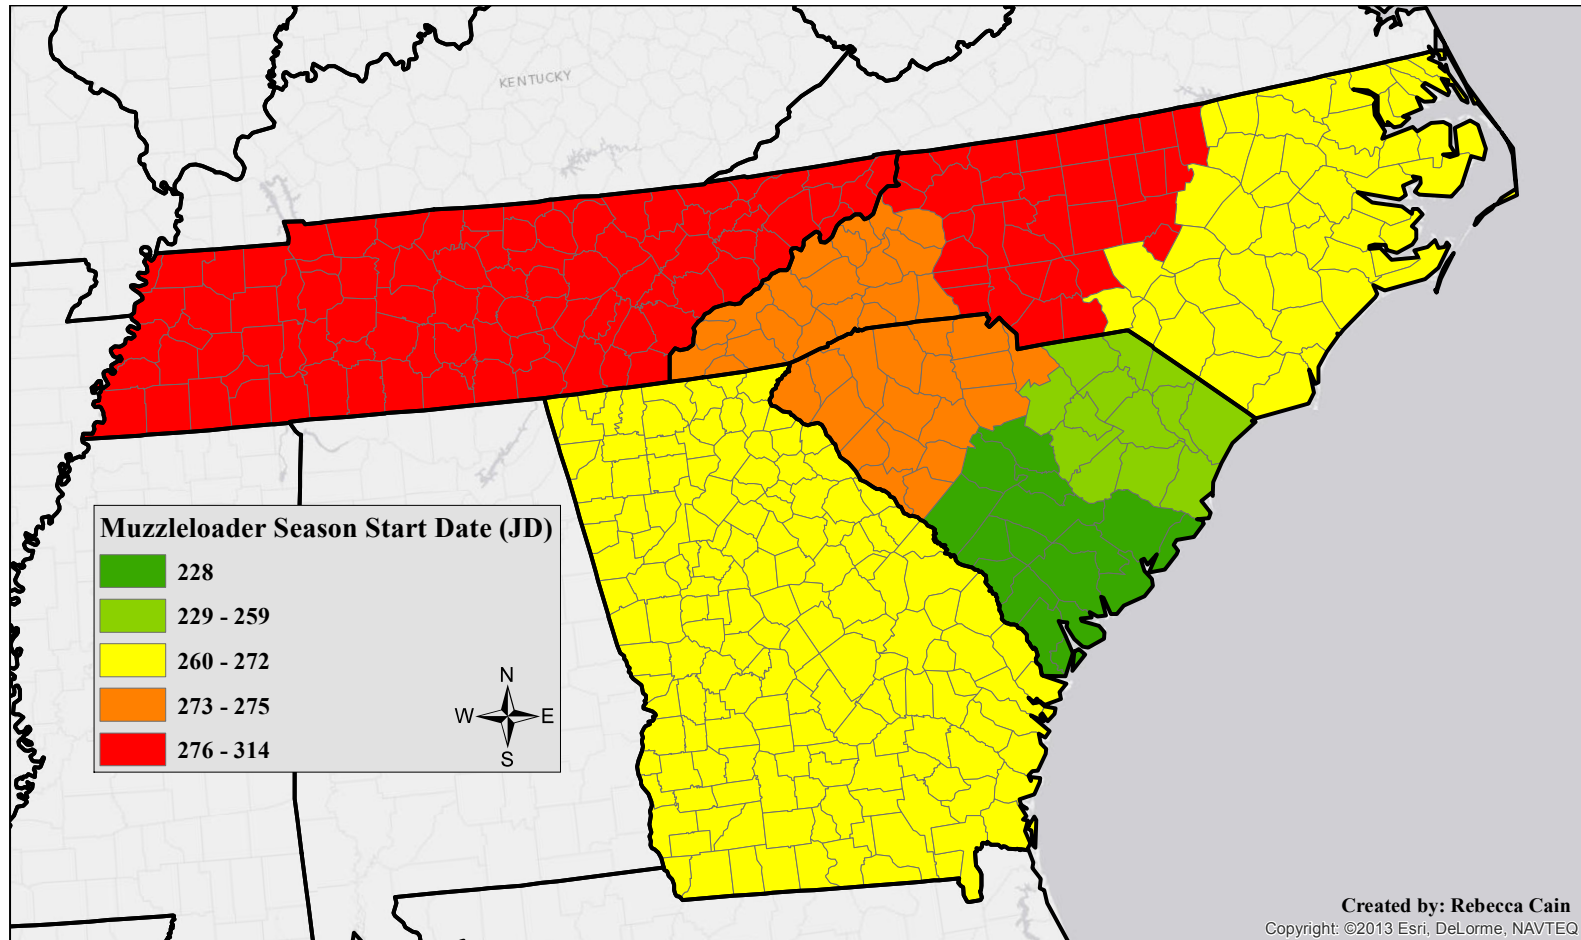 KENTUCKY
Muzzleloader Season Start Date (JD)
228
229 - 259
260 - 272
273 - 275
276 - 314
N
W E
S
Created by: Rebecca Cain
Copyright: ©2013 Esri, DeLorme, NAVTEQ